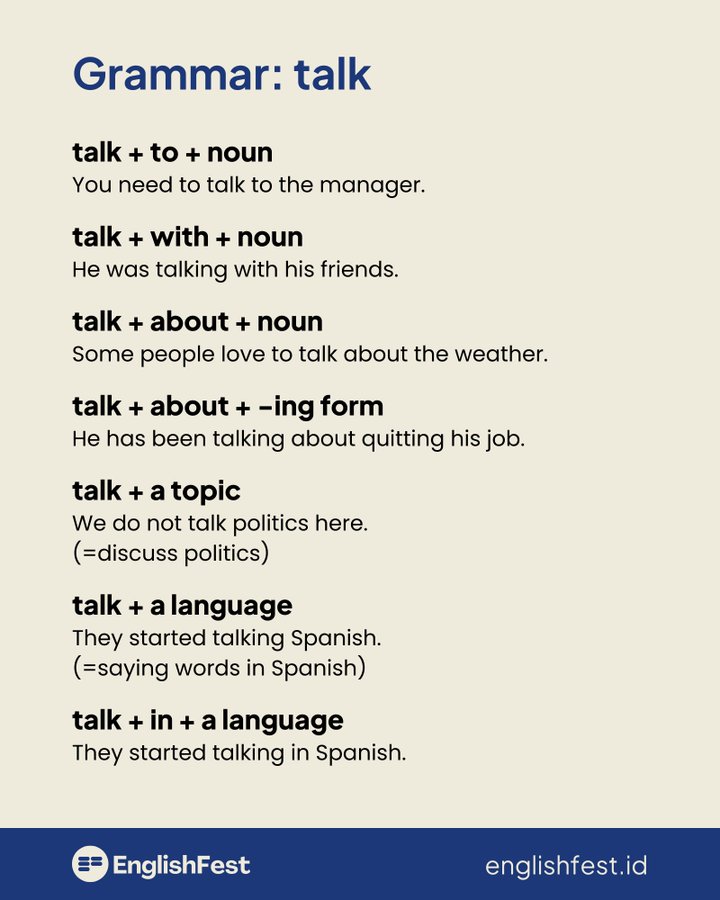 Grammar: talk
talk + to + noun
You need to talk to the manager.
talk + with + noun
He was talking with his friends.
talk + about + noun
Some people love to talk about the weather.
talk + about + -ing form
He has been talking about quitting his job.
talk + a topic
We do not talk politics here.
(=discuss politics)
talk + a language
They started talking Spanish.
(=saying words in Spanish)
talk + in + a language
They started talking in Spanish.
EnglishFest
englishfest.id